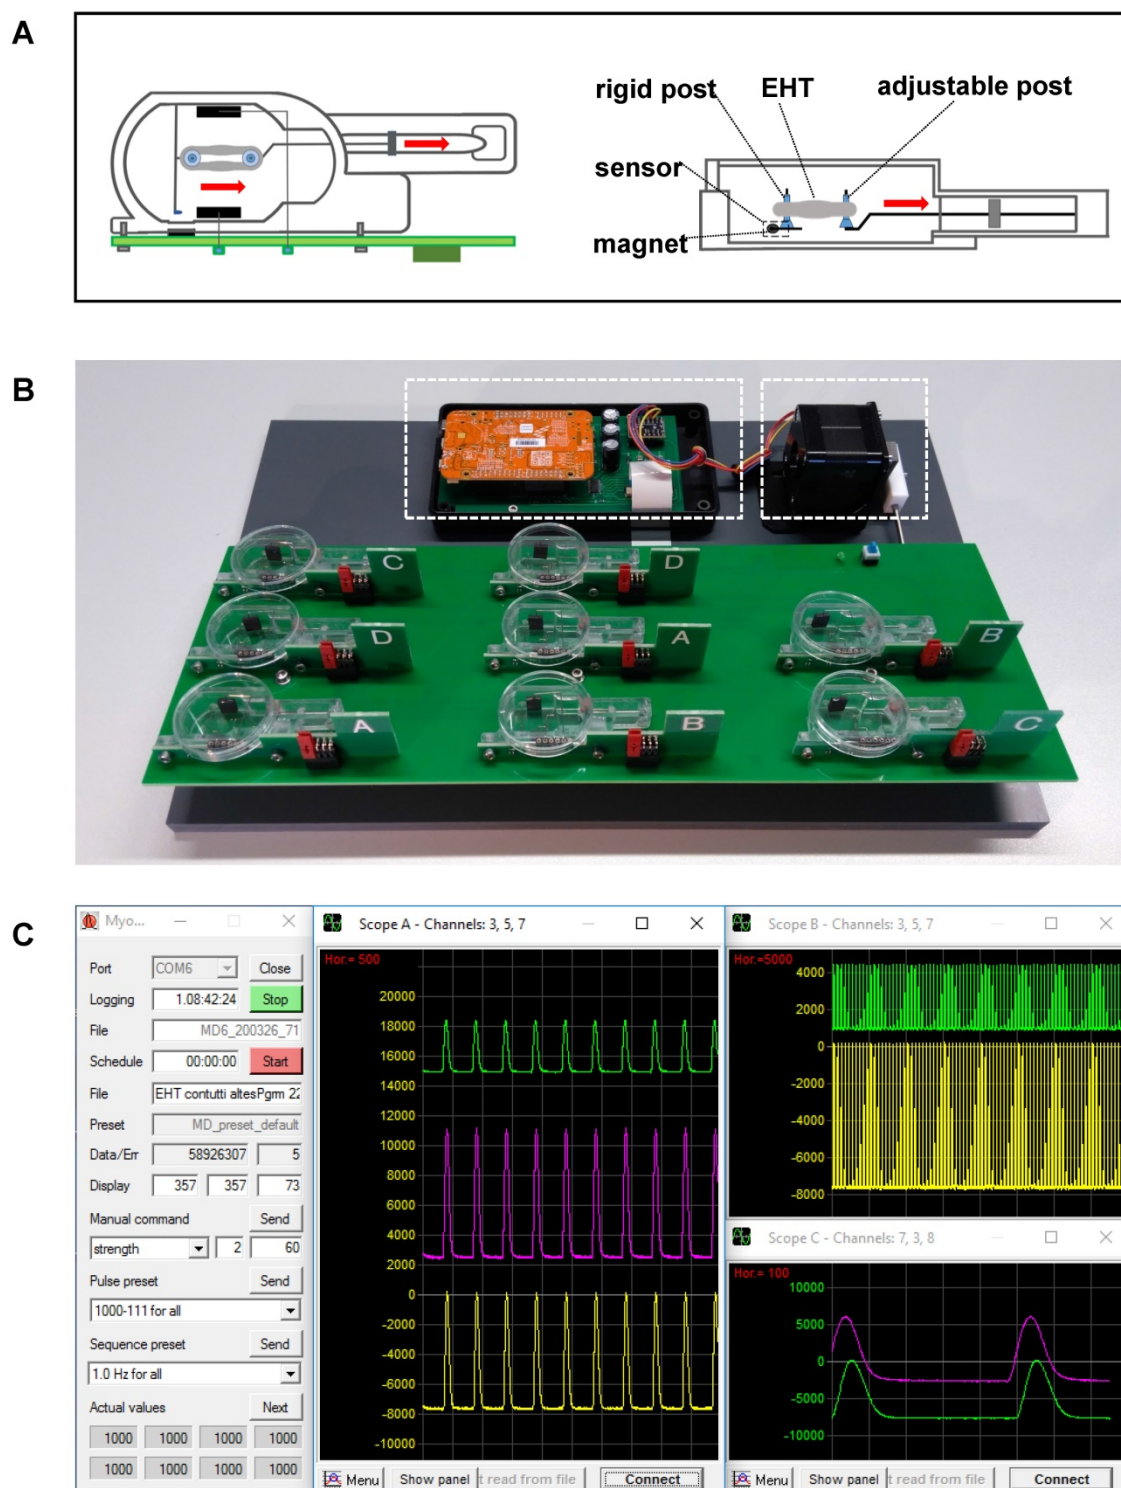 A
rigid post
EHT
adjustable post
sensor
magnet
B
C
D
D
A
B
A
B
C
C
Myo...
Port
COM6
Close
Logging
1.08:42:24
Stop
File
MD6_200326_71
Schedule
00:00:00
Start
File
EHT contutti altesPgrm 22
Preset
MD_preset_default
Data/Err
58926307
5
Display
357
357
73
Manual command
Send
strength
2
60
Pulse preset
Send
1000-111 for all
Sequence preset
Send
1.0 Hz for all
Actual values
Next
1000
1000
1000
1000
1000
1000
1000
1000
Scope A - Channels: 3, 5, 7
Hor.= 500
20000
18000
16000
14000
12000
10000
8000
6000
4000
2000
0
-2000
-4000
-6000
-8000
-10000
Menu
Show panel
t read from file
Connect
Scope B - Channels: 3, 5, 7
Hor.=5000
4000
2000
0
-2000
-4000
-6000
-8000
Scope C - Channels: 7, 3, 8
Hor.= 100
10000
5000
0
-5000
-10000
Menu
Show panel
t read from file
Connect